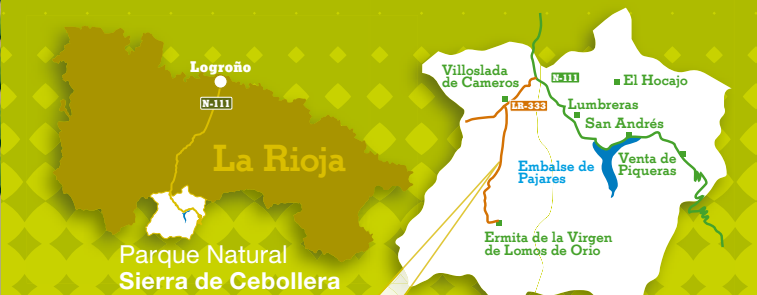 Logroño
N-111
La Rioja
Parque Natural
Sierra de Cebollera
Villoslada
de Cameros
N-111
El Hocajo
LR-333
Lumbreras
San Andrés
Embalse de
Pajares
Venta de
Piqueras
Ermita de la Virgen
de Lomos de Orio